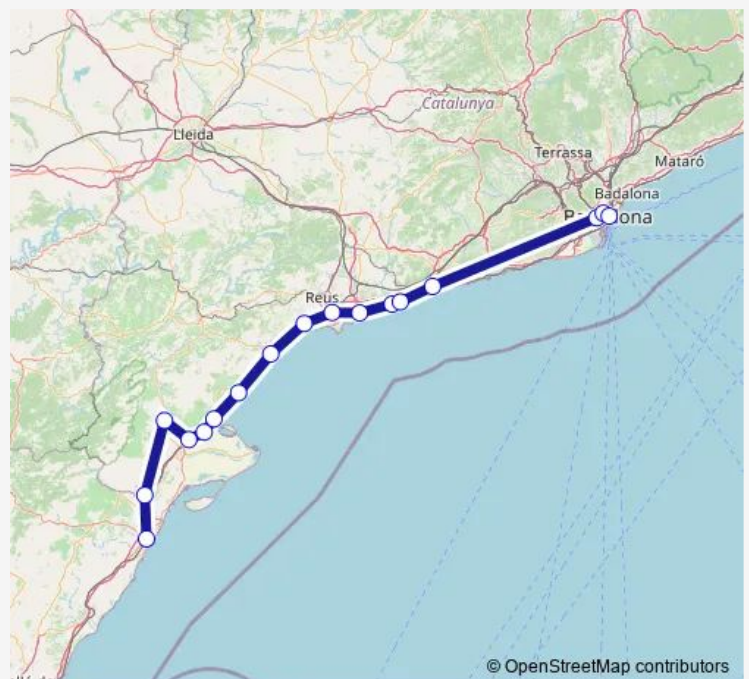 Catalunya
Lleida
Terrassa
Mataró
Badalona
Reus
© OpenStreetMap contributors